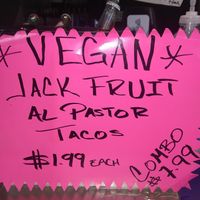 *VEGAN*
JACK FRUIT
AL PASTOR
TACOS
$1.99 EACH
COMBO
$7.99